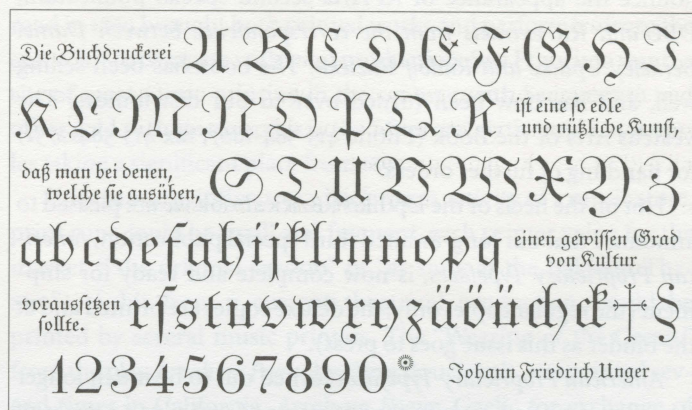 Die Buchdruckerei ABCDEFGHI
KLMNOPQR ist eine so edle
und nützliche Kunst,
daß man bei denen,
welche sie ausüben, STUVWXYZ
abcdefghijklmnopq einen gewissen Grad
von Kultur
voraussetzen
sollte. rſstuvwxyzäöüchck†§
1234567890 Johann Friedrich Unger